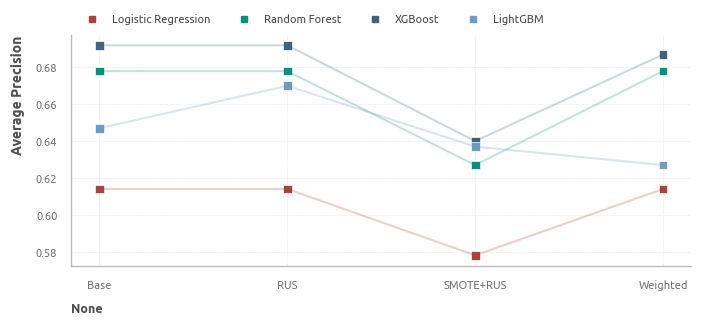 Logistic Regression Random Forest XGBoost LightGBM
Average Precision
0.68
0.66
0.64
0.62
0.60
0.58
Base RUS SMOTE+RUS Weighted
None